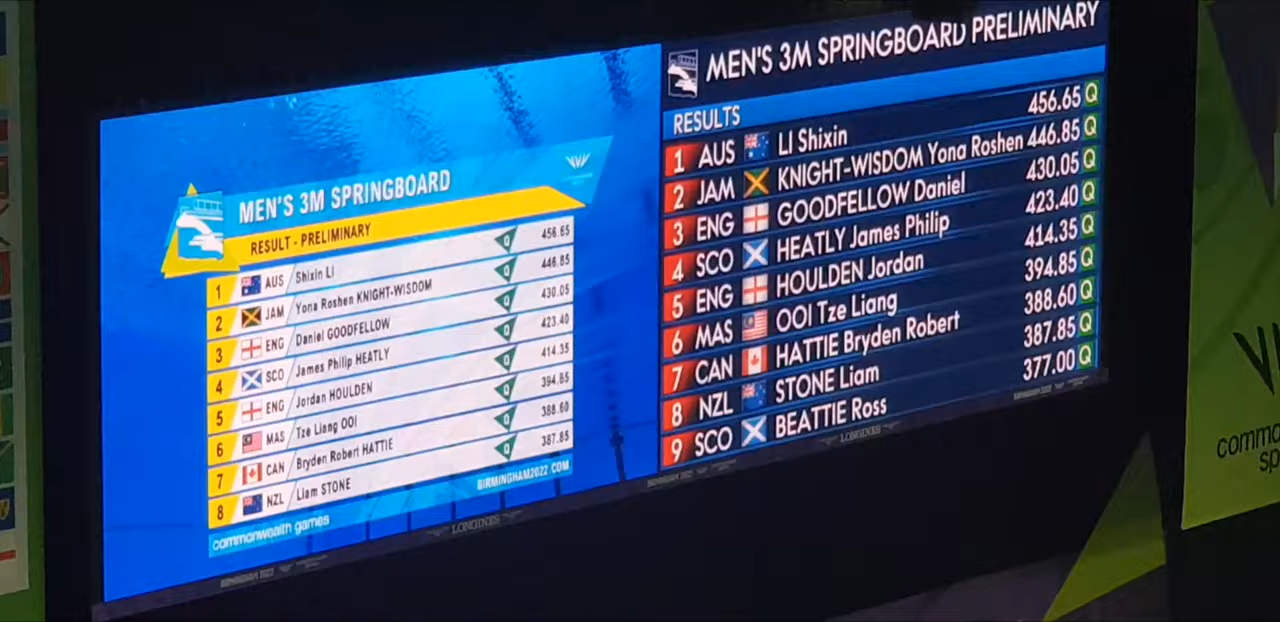 MEN'S 3M SPRINGBOARD
RESULT - PRELIMINARY
1 AUS Shixin LI Q 456.65
2 JAM Yona Roshen KNIGHT-WISDOM Q 446.85
3 ENG Daniel GOODFELLOW Q 430.05
4 SCO James Philip HEATLY Q 423.40
5 ENG Jordan HOULDEN Q 414.35
6 MAS Tze Liang OOI Q 394.85
7 CAN Bryden Robert HATTIE Q 388.60
8 NZL Liam STONE Q 387.85
BIRMINGHAM2022.COM
commonwealth games
MEN'S 3M SPRINGBOARD PRELIMINARY
RESULTS
1 AUS LI Shixin 456.65 Q
2 JAM KNIGHT-WISDOM Yona Roshen 446.85 Q
3 ENG GOODFELLOW Daniel 430.05 Q
4 SCO HEATLY James Philip 423.40 Q
5 ENG HOULDEN Jordan 414.35 Q
6 MAS OOI Tze Liang 394.85 Q
7 CAN HATTIE Bryden Robert 388.60 Q
8 NZL STONE Liam 387.85 Q
9 SCO BEATTIE Ross 377.00 Q
BIRMINGHAM 2022
LONGINES
LONGINES
commo
sp